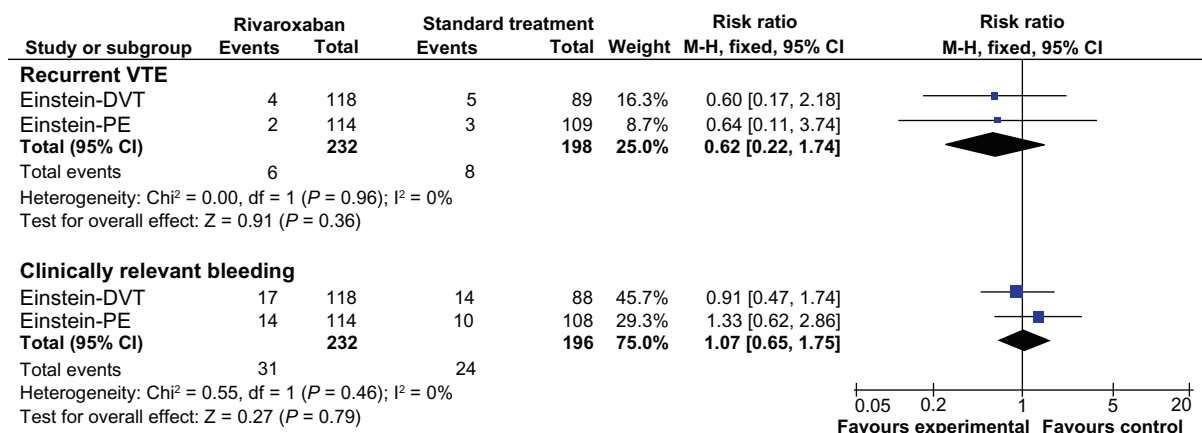 Rivaroxaban Standard treatment Risk ratio Risk ratio
Study or subgroup Events Total Events Total Weight M-H, fixed, 95% CI M-H, fixed, 95% CI
Recurrent VTE
Einstein-DVT 4 118 5 89 16.3% 0.60 [0.17, 2.18]
Einstein-PE 2 114 3 109 8.7% 0.64 [0.11, 3.74]
Total (95% CI) 232 198 25.0% 0.62 [0.22, 1.74]
Total events 6 8
Heterogeneity: Chi² = 0.00, df = 1 (P = 0.96); I² = 0%
Test for overall effect: Z = 0.91 (P = 0.36)
Clinically relevant bleeding
Einstein-DVT 17 118 14 88 45.7% 0.91 [0.47, 1.74]
Einstein-PE 14 114 10 108 29.3% 1.33 [0.62, 2.86]
Total (95% CI) 232 196 75.0% 1.07 [0.65, 1.75]
Total events 31 24
Heterogeneity: Chi² = 0.55, df = 1 (P = 0.46); I² = 0%
Test for overall effect: Z = 0.27 (P = 0.79)
0.05 0.2 1 5 20
Favours experimental Favours control